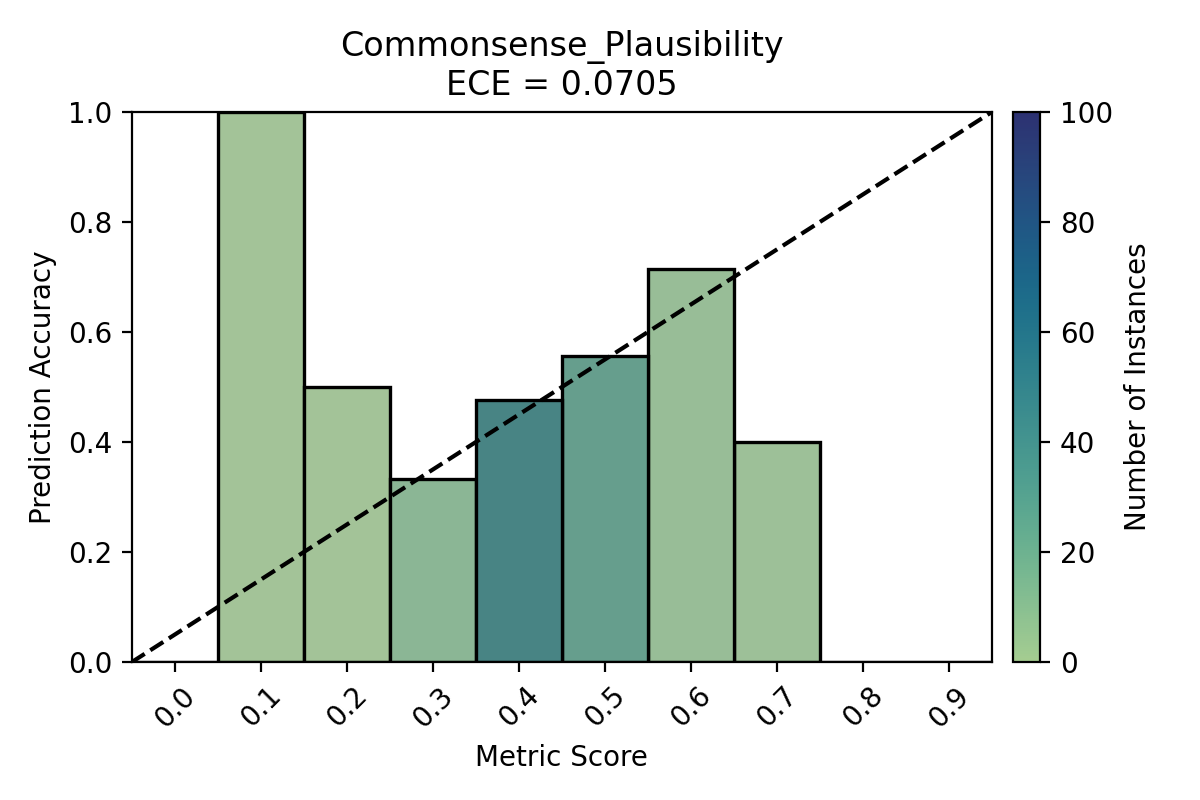 Commonsense_Plausibility
ECE = 0.0705
Prediction Accuracy
1.0
0.8
0.6
0.4
0.2
0.0
0.0 0.1 0.2 0.3 0.4 0.5 0.6 0.7 0.8 0.9
Metric Score
100
80
60
40
20
0
Number of Instances